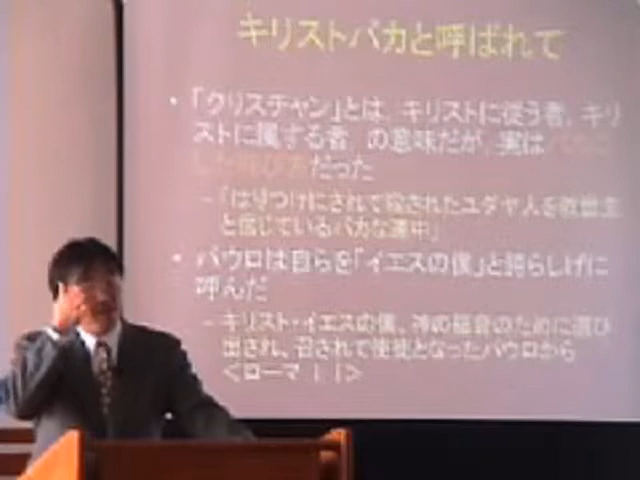 キリストバカと呼ばれて
• 「クリスチャン」とは、キリストに従う者、キリ
ストに属する者、の意味だが、実は
だった
–「はりつけにされて殺されたユダヤ人を救世主
と信じているバカな連中」
• パウロは自らを「イエスの僕」と誇らしげに
呼んだ
–キリスト・イエスの僕、神の福音のために選び
出され、召されて使徒となったパウロから
＜ローマ 1:1＞